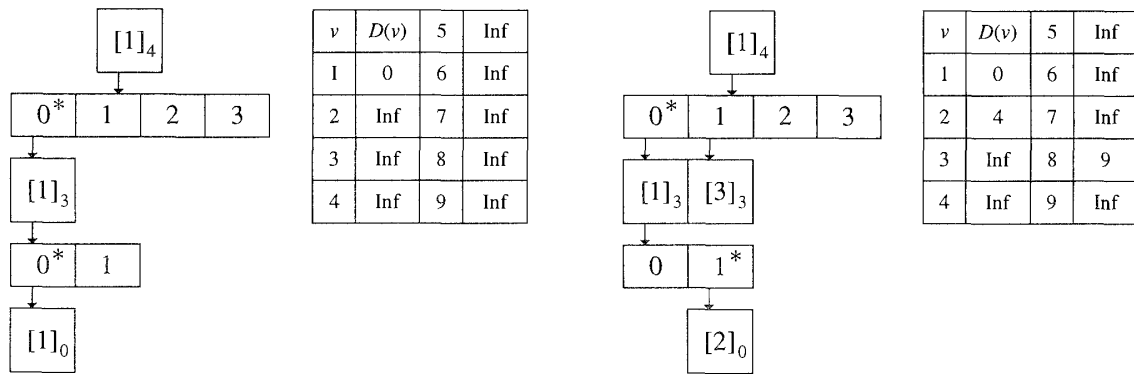 [1]₄
0* 1 2 3
[1]₃
0* 1
[1]₀
v D(v) 5 Inf
I 0 6 Inf
2 Inf 7 Inf
3 Inf 8 Inf
4 Inf 9 Inf
[1]₄
0* 1 2 3
[1]₃ [3]₃
0 1*
[2]₀
v D(v) 5 Inf
1 0 6 Inf
2 4 7 Inf
3 Inf 8 9
4 Inf 9 Inf